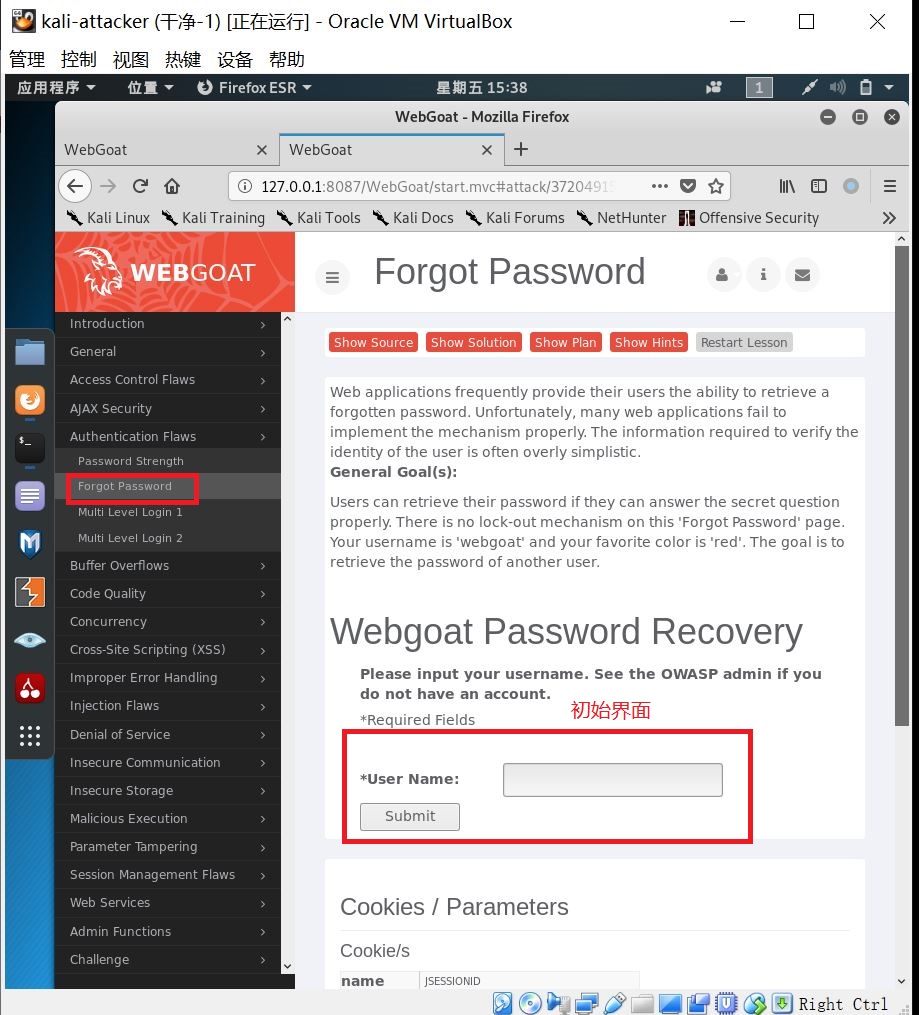 kali-attacker (干净-1) [正在运行] - Oracle VM VirtualBox
管理 控制 视图 热键 设备 帮助
应用程序 位置 Firefox ESR 星期五 15:38 1
WebGoat - Mozilla Firefox
WebGoat WebGoat
127.0.0.1:8087/WebGoat/start.mvc#attack/3720491
Kali Linux Kali Training Kali Tools Kali Docs Kali Forums NetHunter Offensive Security
WEBGOAT
Forgot Password
Introduction
General
Access Control Flaws
AJAX Security
Authentication Flaws
Password Strength
Forgot Password
Multi Level Login 1
Multi Level Login 2
Buffer Overflows
Code Quality
Concurrency
Cross-Site Scripting (XSS)
Improper Error Handling
Injection Flaws
Denial of Service
Insecure Communication
Insecure Storage
Malicious Execution
Parameter Tampering
Session Management Flaws
Web Services
Admin Functions
Challenge
Show Source Show Solution Show Plan Show Hints Restart Lesson
Web applications frequently provide their users the ability to retrieve a
forgotten password. Unfortunately, many web applications fail to
implement the mechanism properly. The information required to verify the
identity of the user is often overly simplistic.
General Goal(s):
Users can retrieve their password if they can answer the secret question
properly. There is no lock-out mechanism on this 'Forgot Password' page.
Your username is 'webgoat' and your favorite color is 'red'. The goal is to
retrieve the password of another user.
Webgoat Password Recovery
Please input your username. See the OWASP admin if you
do not have an account.
*Required Fields
初始界面
*User Name:
Submit
Cookies / Parameters
Cookie/s
name JSESSIONID
Right Ctrl